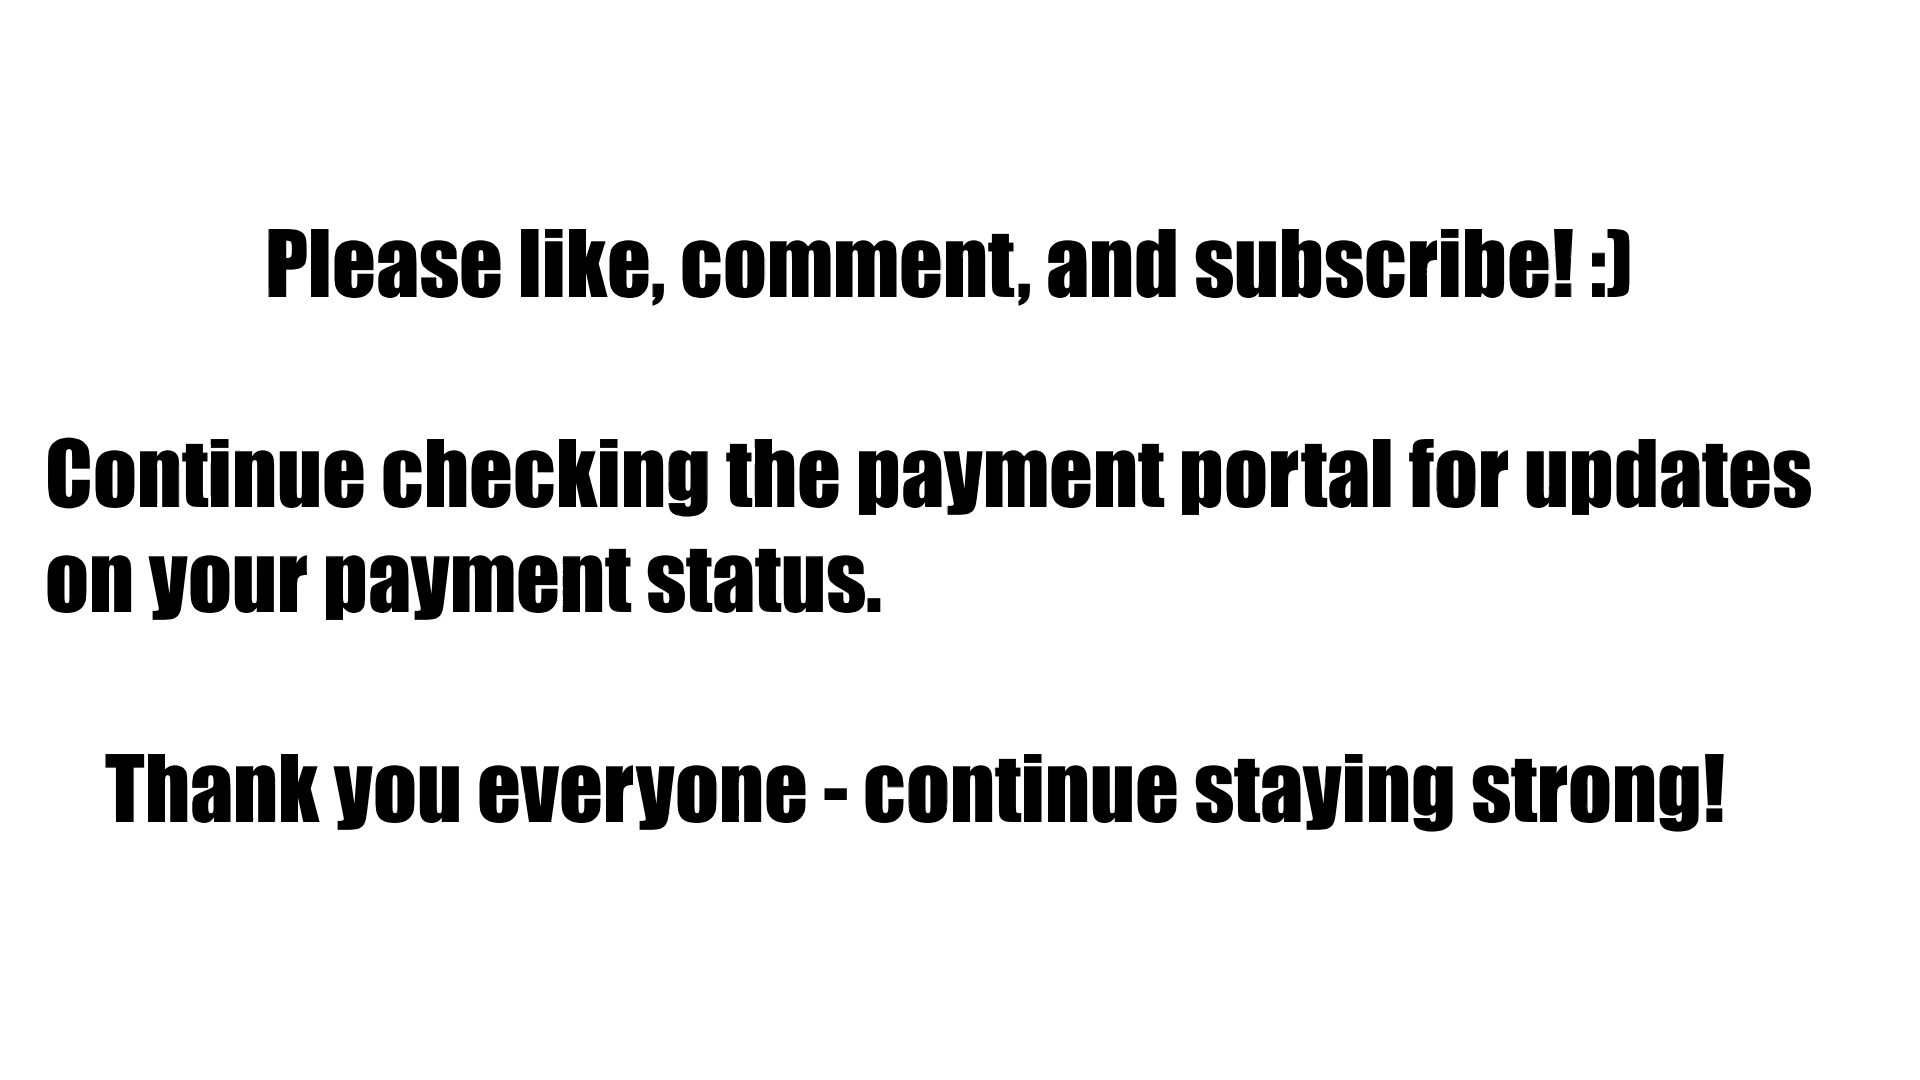 Please like, comment, and subscribe! :)
Continue checking the payment portal for updates
on your payment status.
Thank you everyone - continue staying strong!